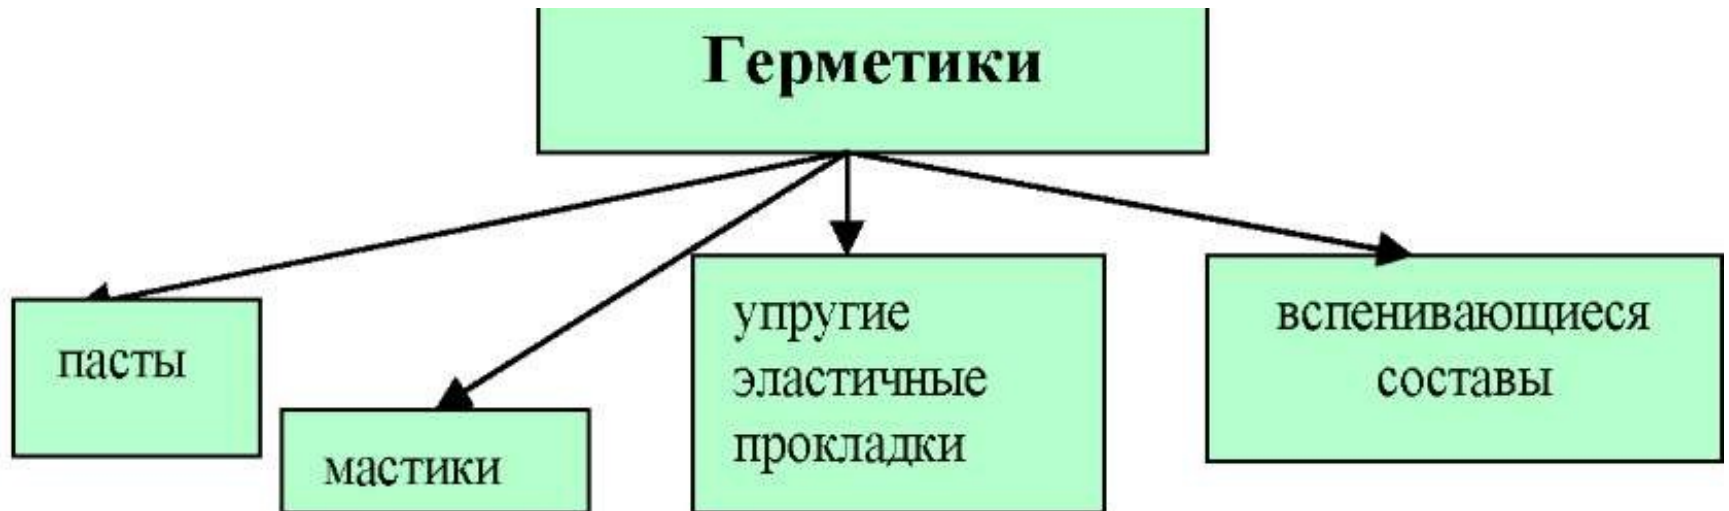 Герметики
пасты
мастики
упругие
эластичные
прокладки
вспенивающиеся
составы